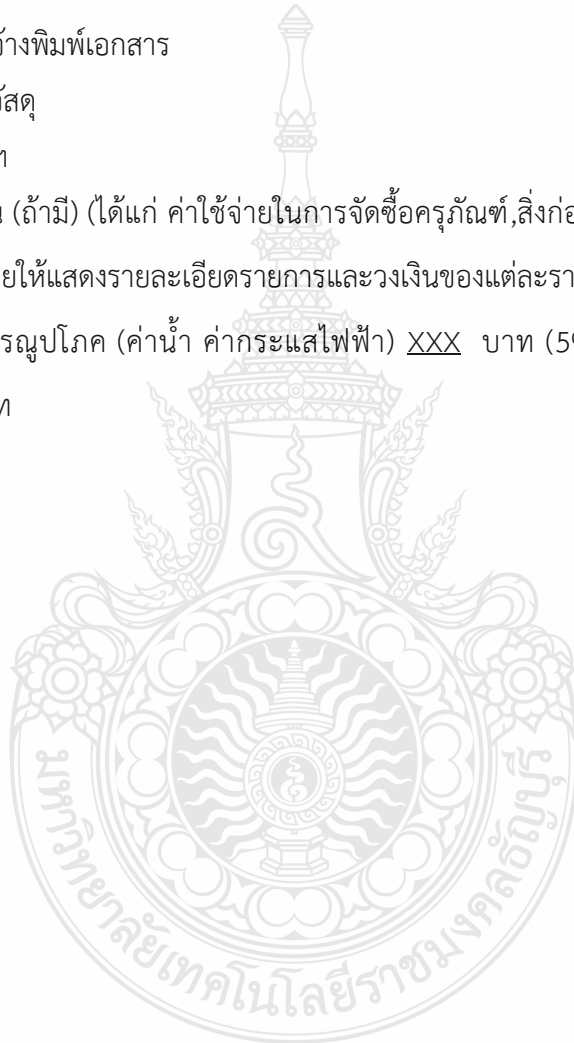 จ้างพิมพ์เอกสาร
วัสดุ
(ถ้ามี) (ได้แก่ ค่าใช้จ่ายในการจัดซื้อครุภัณฑ์,สิ่งก่อ
ยให้แสดงรายละเอียดรายการและวงเงินของแต่ละรา
รณูปโภค (ค่าน้ำ ค่ากระแสไฟฟ้า) XXX บาท (5%
มหาวิทยาลัยเทคโนโลยีราชมงคลธัญบุรี